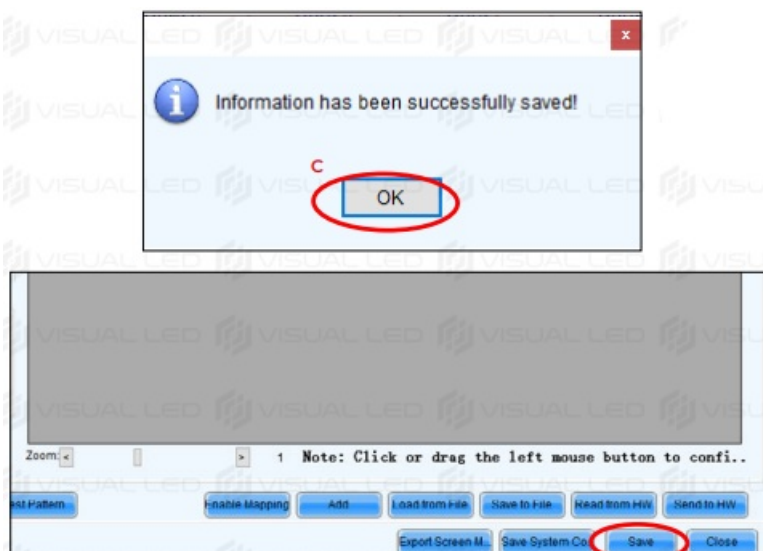 x
Information has been successfully saved!
C
OK
Zoom: < > 1 Note: Click or drag the left mouse button to confi..
est Pattern Enable Mapping Add Load from File Save to File Read from HW Send to HW
Export Screen M.. Save System Co. Save Close
VISUAL LED